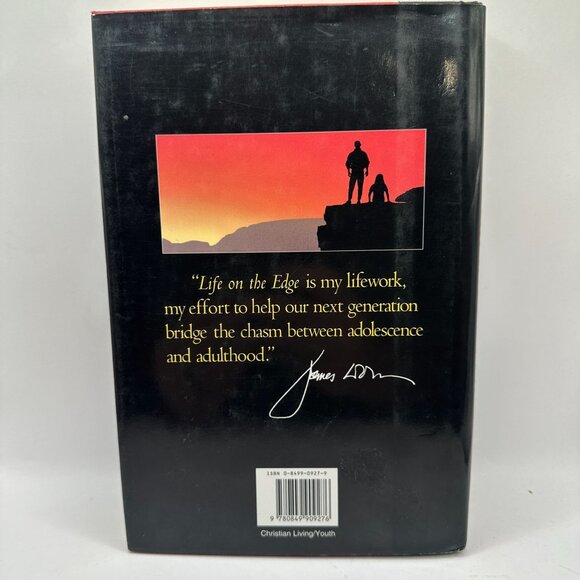 “Life on the Edge is my lifework,
my effort to help our next generation
bridge the chasm between adolescence
and adulthood.”
James
ISBN 0-8499-0927-9
9 780849 909276
Christian Living/Youth